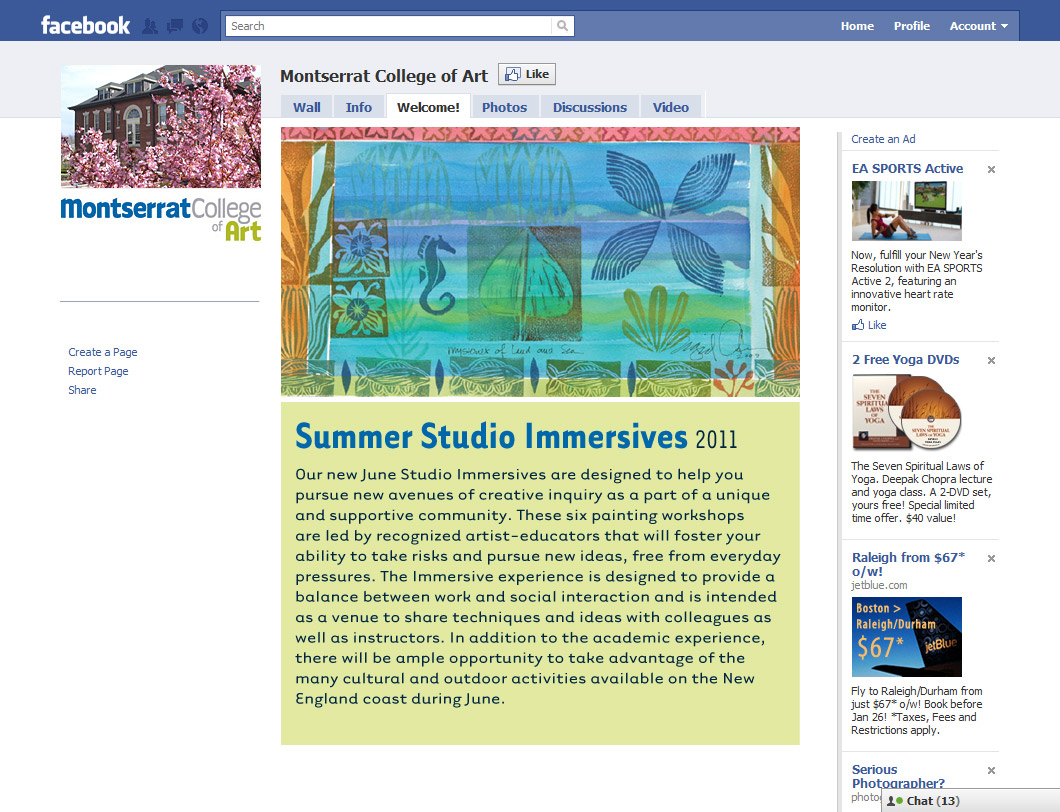 facebook
Search
Home Profile Account
Montserrat College of Art
Like
Wall Info Welcome! Photos Discussions Video
Montserrat College
of Art
Create a Page
Report Page
Share
of Land and Sea
2007
Summer Studio Immersives 2011
Our new June Studio Immersives are designed to help you
pursue new avenues of creative inquiry as a part of a unique
and supportive community. These six painting workshops
are led by recognized artist-educators that will foster your
ability to take risks and pursue new ideas, free from everyday
pressures. The Immersive experience is designed to provide a
balance between work and social interaction and is intended
as a venue to share techniques and ideas with colleagues as
well as instructors. In addition to the academic experience,
there will be ample opportunity to take advantage of the
many cultural and outdoor activities available on the New
England coast during June.
Create an Ad
EA SPORTS Active
Now, fulfill your New Year's
Resolution with EA SPORTS
Active 2, featuring an
innovative heart rate
monitor.
Like
2 Free Yoga DVDs
THE
SEVEN
SPIRITUAL
LAWS OF
YOGA
The Seven Spiritual Laws of
Yoga. Deepak Chopra lecture
and yoga class. A 2-DVD set,
yours free! Special limited
time offer. $40 value!
Raleigh from $67*
o/w!
jetblue.com
Boston >
Raleigh/Durham
$67*
jetBlue
Fly to Raleigh/Durham from
just $67* o/w! Book before
Jan 26! *Taxes, Fees and
Restrictions apply.
Serious
Photographer?
Chat (13)